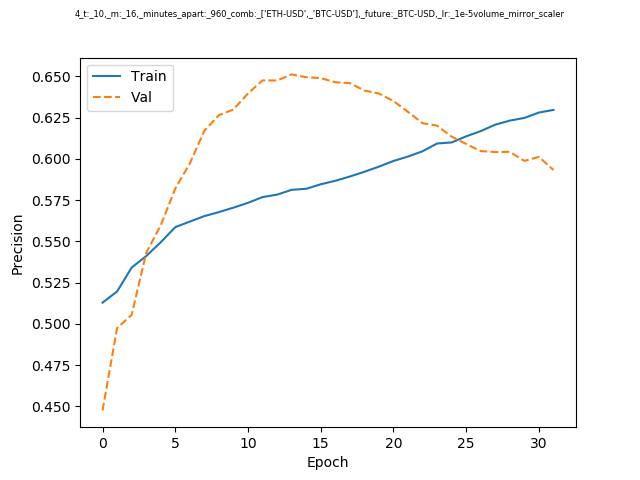 4_t:_10,_m:_16,_minutes_apart:_960_comb:_['ETH-USD',_'BTC-USD'],_future:_BTC-USD,_lr:_1e-5volume_mirror_scaler
Train
Val
0.650
0.625
0.600
0.575
0.550
0.525
0.500
0.475
0.450
Precision
0 5 10 15 20 25 30
Epoch